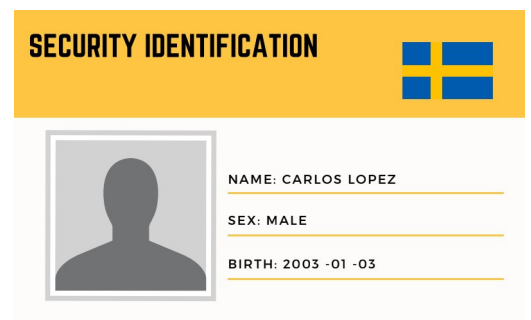 SECURITY IDENTIFICATION
NAME: CARLOS LOPEZ
SEX: MALE
BIRTH: 2003 -01 -03